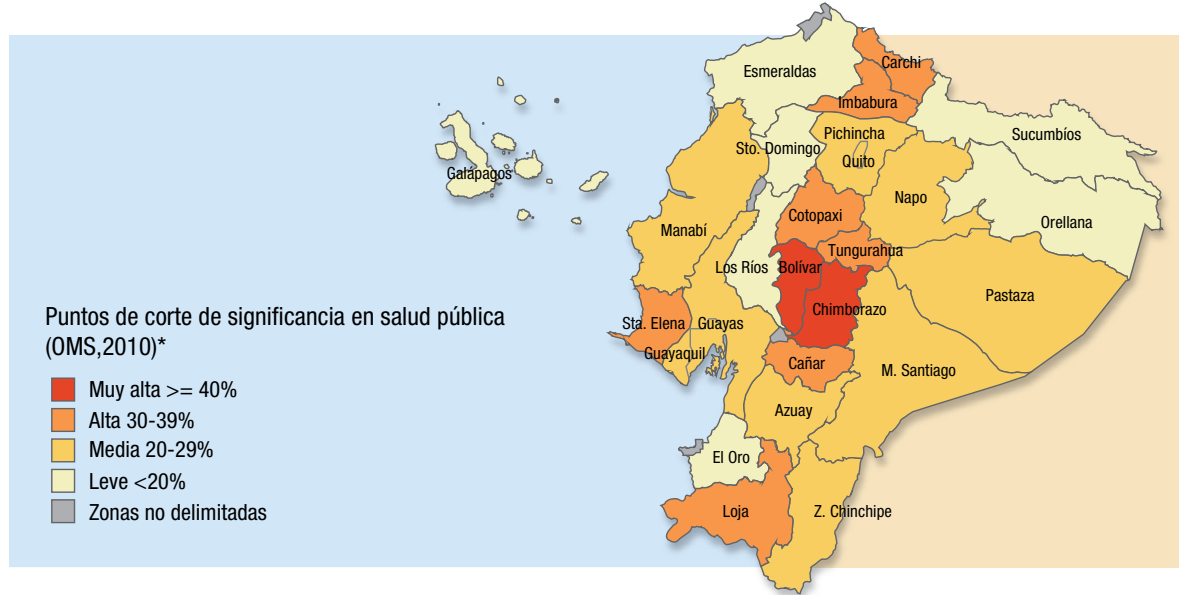 Esmeraldas
Carchi
Imbabura
Sucumbíos
Pichincha
Sto. Domingo
Quito
Galápagos
Napo
Cotopaxi
Orellana
Manabí
Tungurahua
Los Ríos
Bolívar
Pastaza
Chimborazo
Sta. Elena
Guayas
Guayaquil
Cañar
M. Santiago
Azuay
El Oro
Loja
Z. Chinchipe
Puntos de corte de significancia en salud pública
(OMS,2010)*
Muy alta >= 40%
Alta 30-39%
Media 20-29%
Leve <20%
Zonas no delimitadas